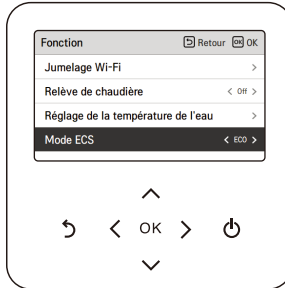 Fonction Retour OK OK
Jumelage Wi-Fi >
Relève de chaudière < Off >
Réglage de la température de l'eau >
Mode ECS < ECO >
OK